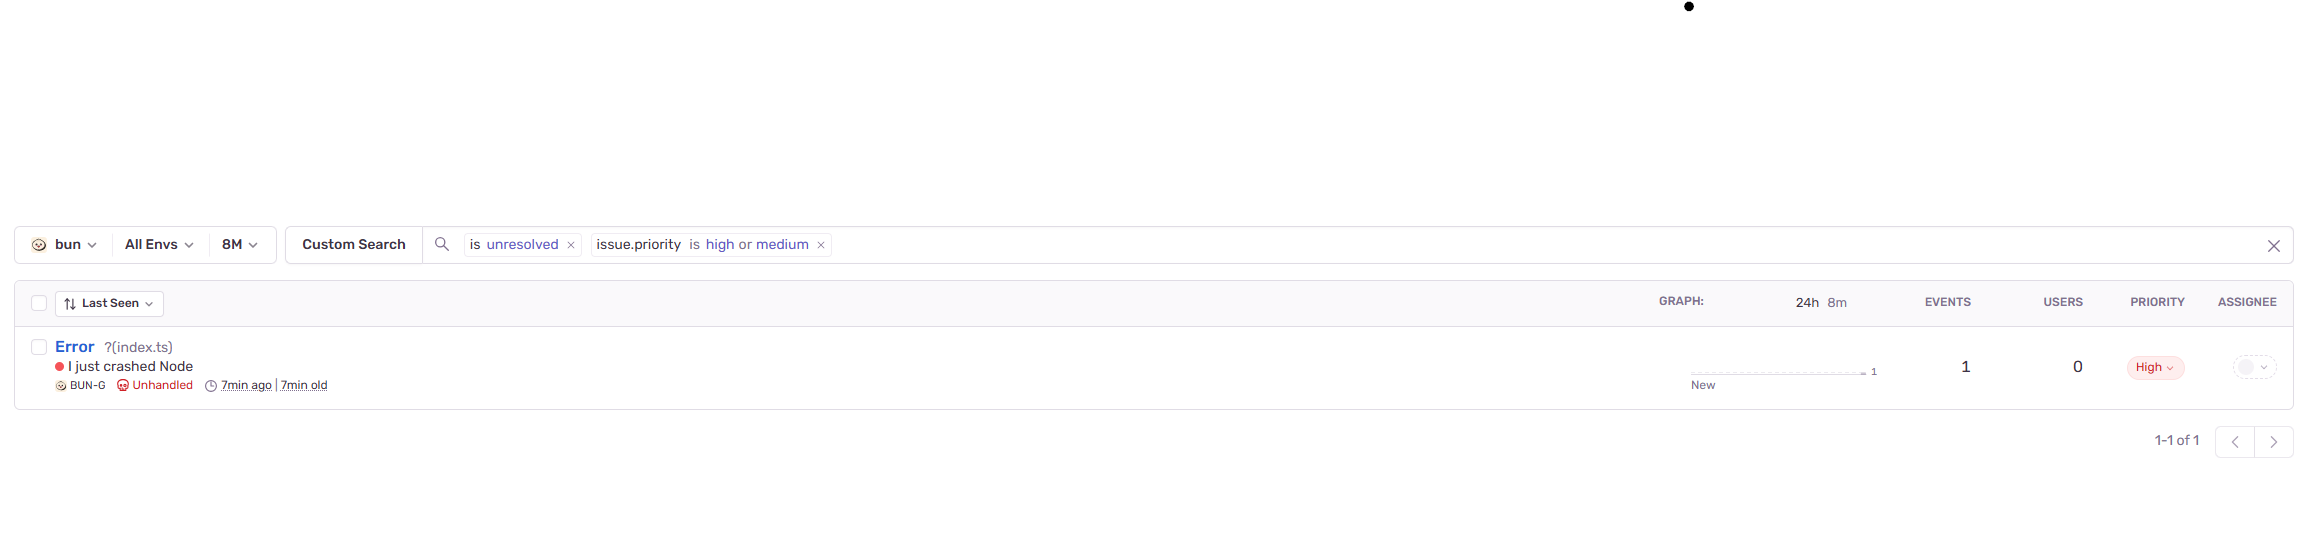 bun All Envs 8M Custom Search is unresolved issue.priority is high or medium
Last Seen GRAPH: 24h 8m EVENTS USERS PRIORITY ASSIGNEE
Error ?(index.ts)
I just crashed Node
1 1 0 High
BUN-G Unhandled 7min ago | 7min old New
1-1 of 1